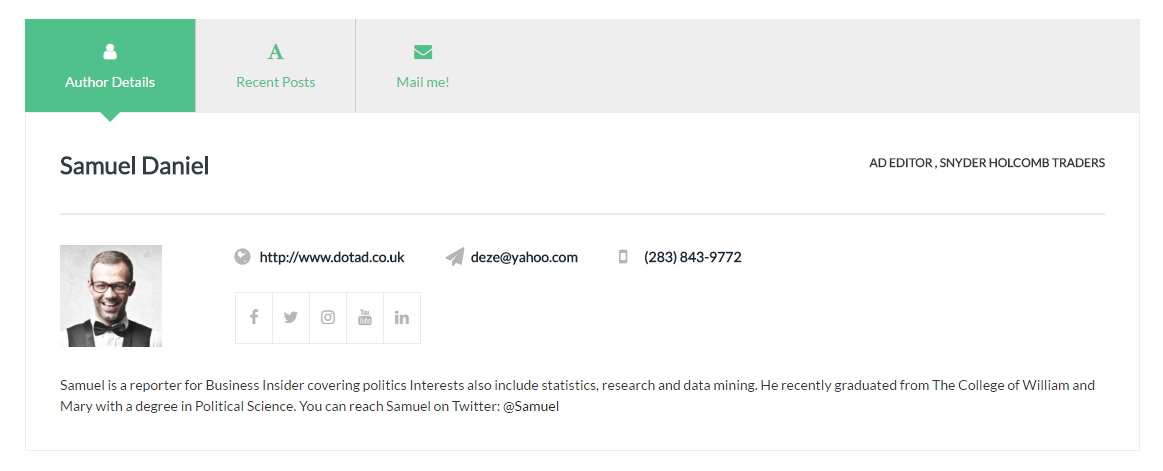 Author Details
Recent Posts
Mail me!
Samuel Daniel
AD EDITOR , SNYDER HOLCOMB TRADERS
http://www.dotad.co.uk
deze@yahoo.com
(283) 843-9772
You Tube
Samuel is a reporter for Business Insider covering politics Interests also include statistics, research and data mining. He recently graduated from The College of William and
Mary with a degree in Political Science. You can reach Samuel on Twitter: @Samuel